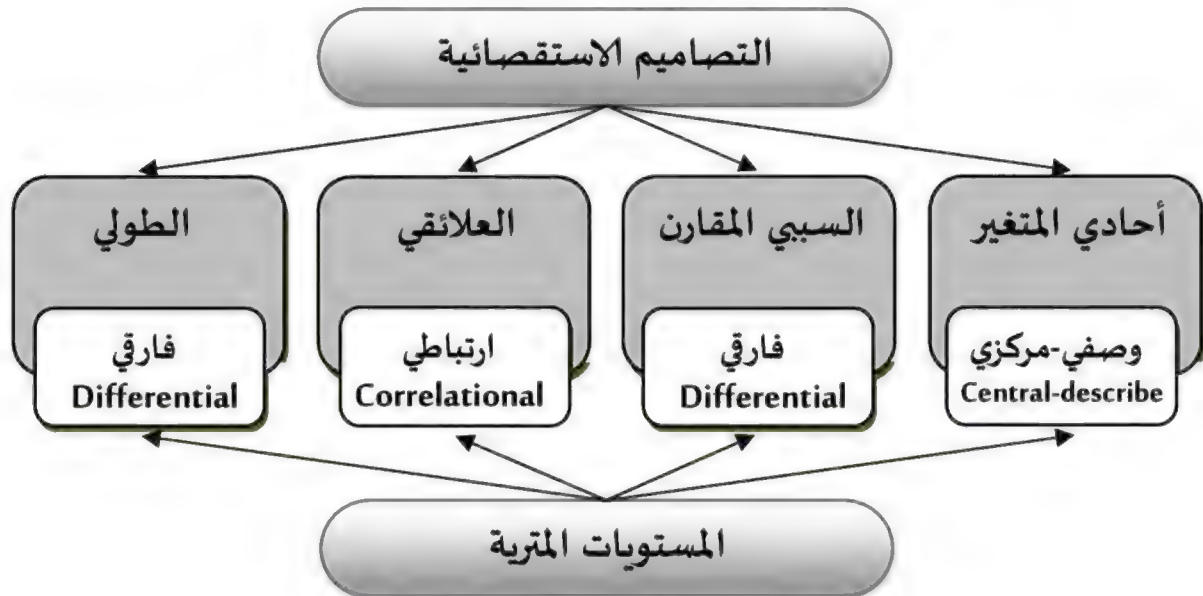 التصاميم الاستقصائية
أحادي المتغير
وصفي-مركزي
Central-describe
السببي المقارن
فارقي
Differential
العلائقي
ارتباطي
Correlational
الطولي
فارقي
Differential
المستويات المترية